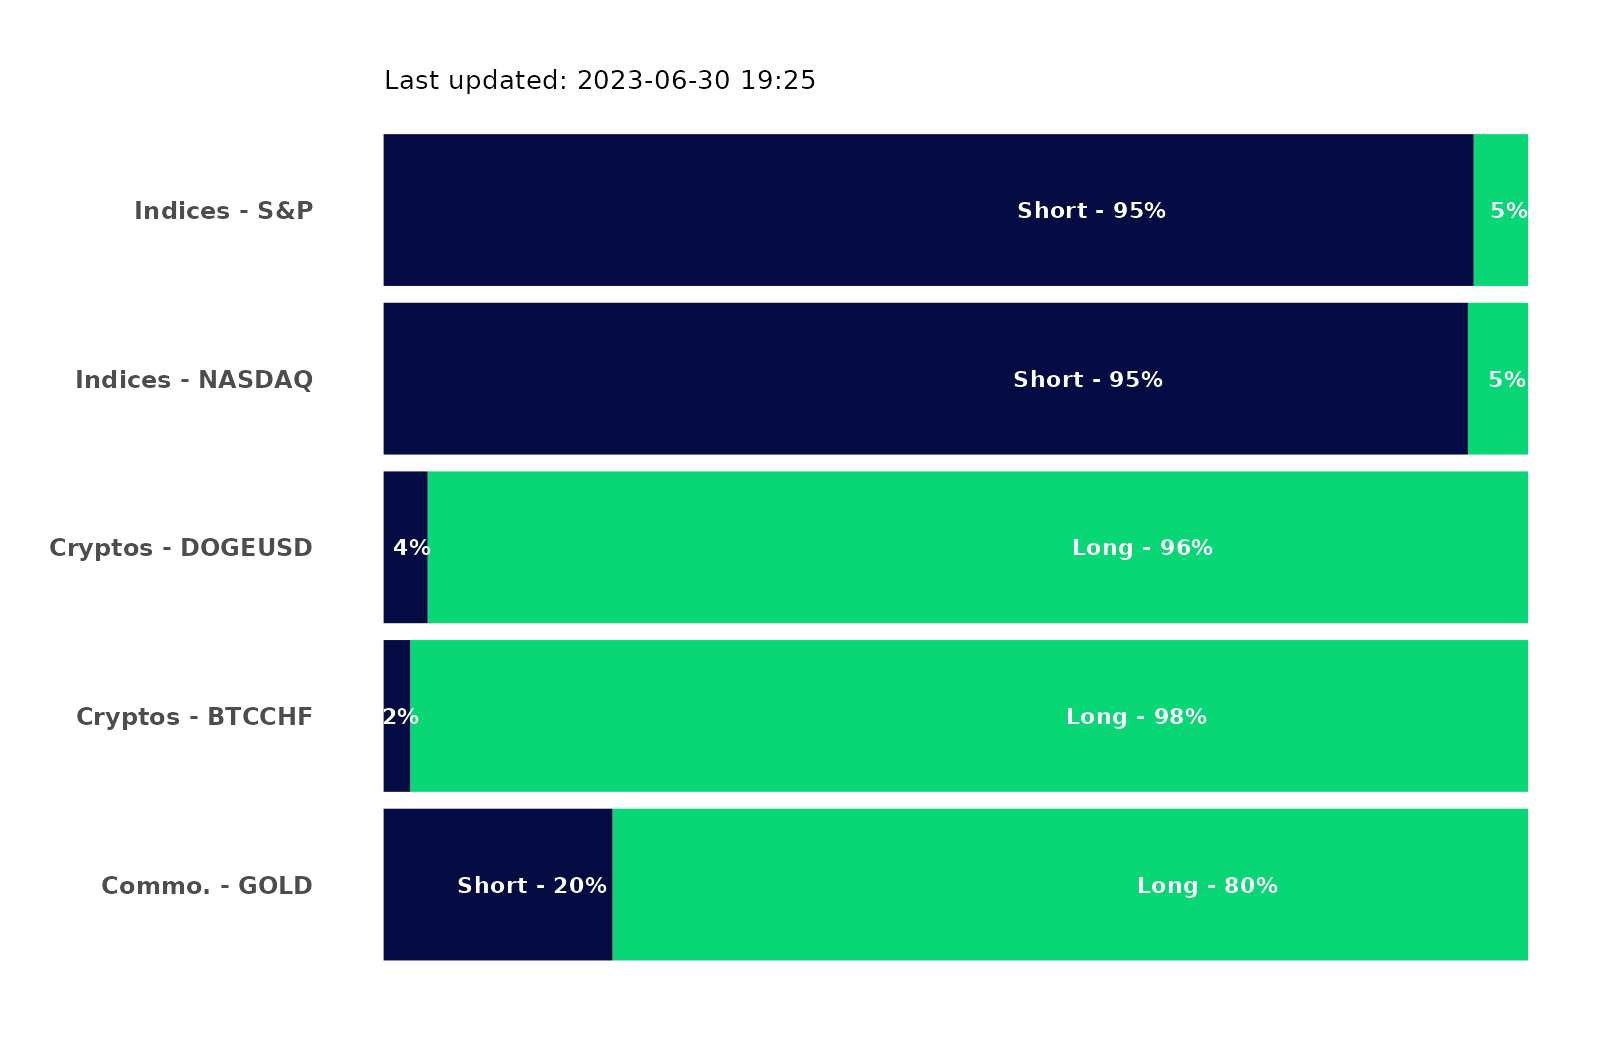 Last updated: 2023-06-30 19:25
Indices - S&P Short - 95% 5%
Indices - NASDAQ Short - 95% 5%
Cryptos - DOGEUSD 4% Long - 96%
Cryptos - BTCCHF 2% Long - 98%
Commo. - GOLD Short - 20% Long - 80%